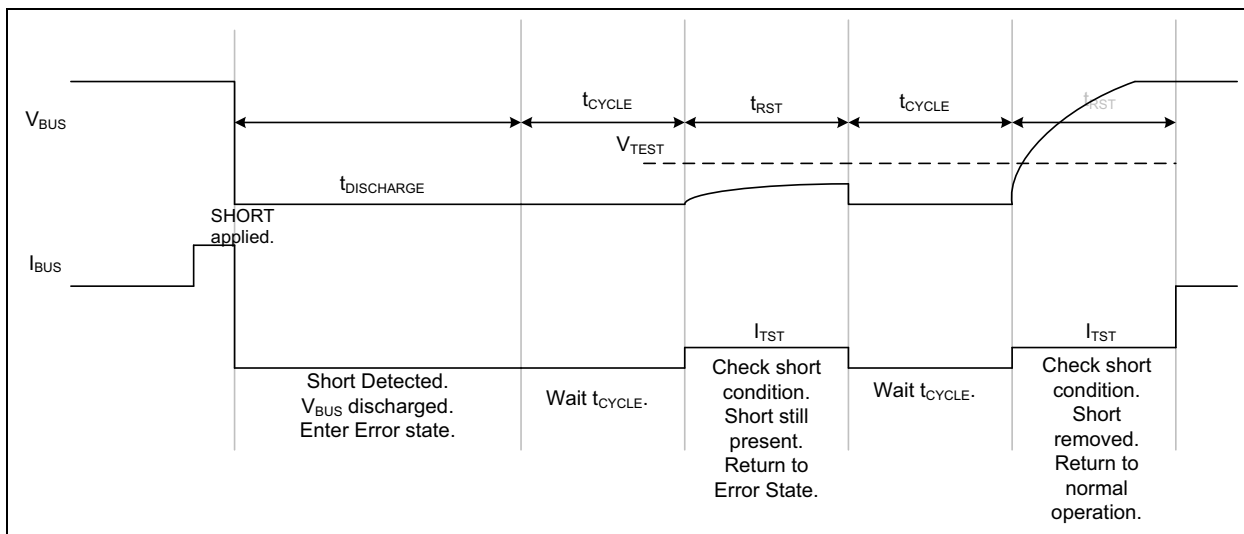 tCYCLE
tRST
tCYCLE
tRST
VBUS
VTEST
tDISCHARGE
SHORT
applied.
IBUS
ITST
ITST
Short Detected.
VBUS discharged.
Enter Error state.
Wait tCYCLE.
Check short
condition.
Short still
present.
Return to
Error State.
Wait tCYCLE.
Check short
condition.
Short
removed.
Return to
normal
operation.